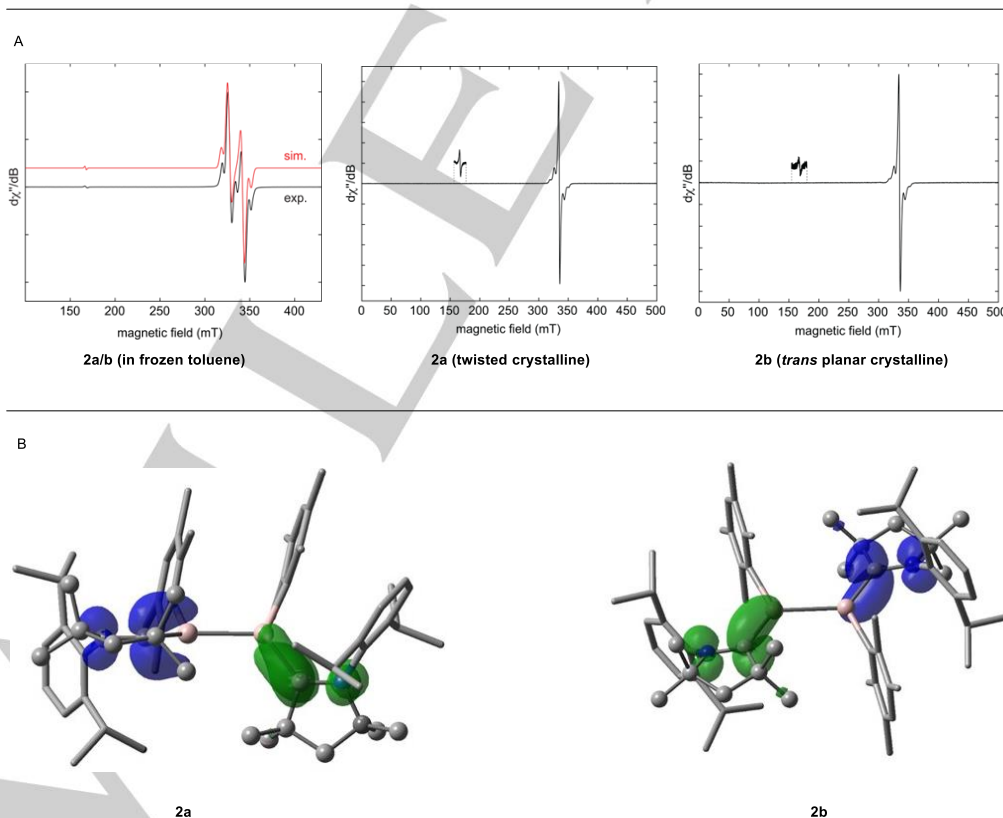 A
sim.
exp.
dχ''/dB
150 200 250 300 350 400
magnetic field (mT)
2a/b (in frozen toluene)
dχ''/dB
0 50 100 150 200 250 300 350 400 450 500
magnetic field (mT)
2a (twisted crystalline)
dχ''/dB
0 50 100 150 200 250 300 350 400 450 500
magnetic field (mT)
2b (trans planar crystalline)
B
2a
2b